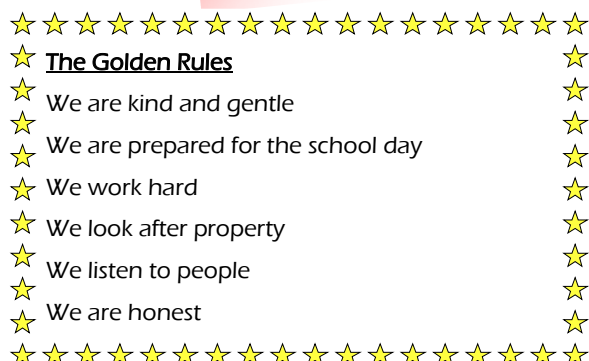 The Golden Rules
We are kind and gentle
We are prepared for the school day
We work hard
We look after property
We listen to people
We are honest